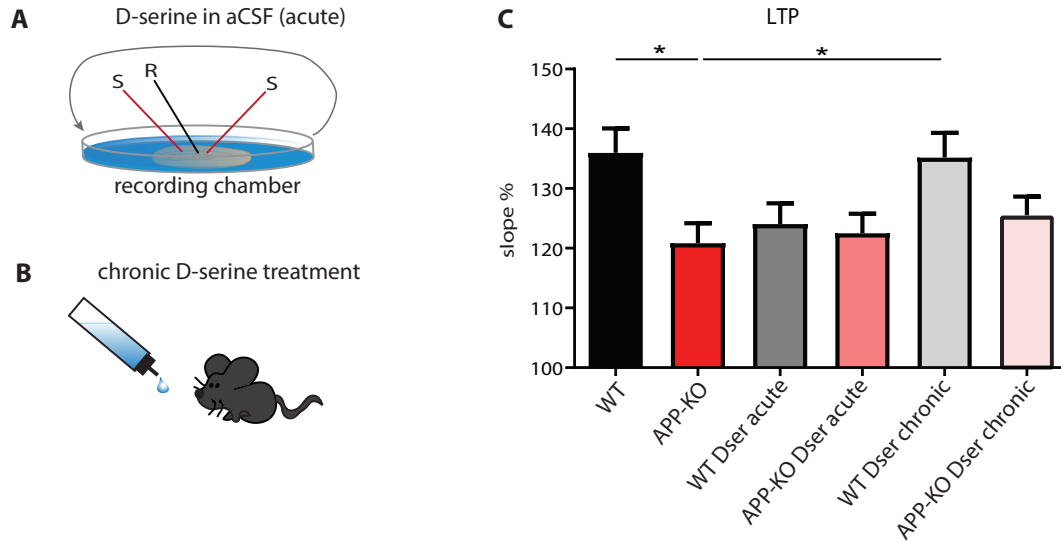 A
D-serine in aCSF (acute)
S
R
S
recording chamber
B
chronic D-serine treatment
C
LTP
*
*
slope %
150
140
130
120
110
100
WT
APP-KO
WT Dser acute
APP-KO Dser acute
WT Dser chronic
APP-KO Dser chronic